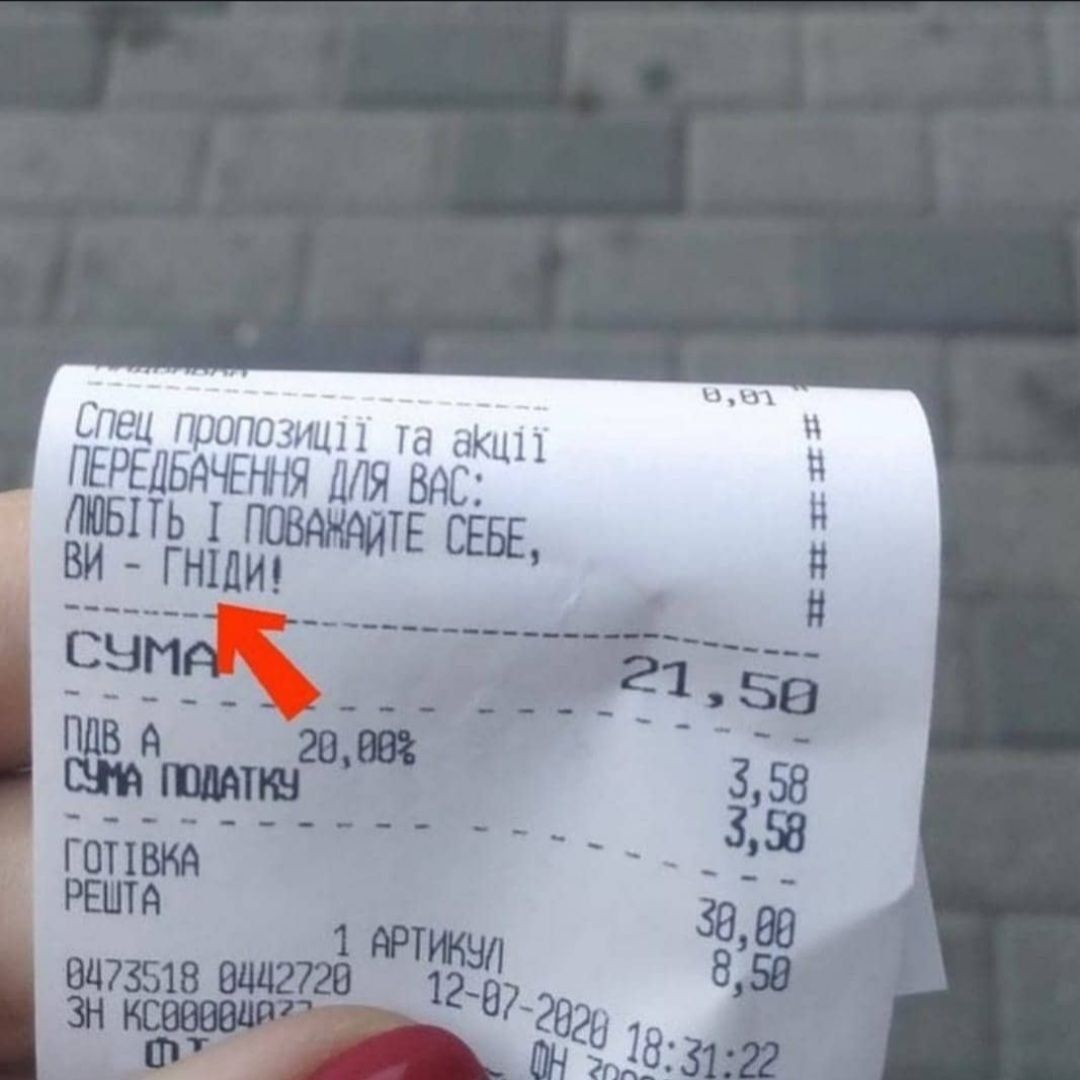 0,01
#
Спец пропозиції та акції #
ПЕРЕДБАЧЕННЯ ДЛЯ ВАС: #
ЛЮБІТЬ І ПОВАЖАЙТЕ СЕБЕ, #
ВИ - ГНІДИ! #
СУМА 21,50
ПДВ А 20,00% 3,58
СУМА ПОДАТКУ 3,58
ГОТІВКА 30,00
РЕШТА 8,50
1 АРТИКУЛ
0473518 0442720 12-07-2020 18:31:22
ЗН ФН